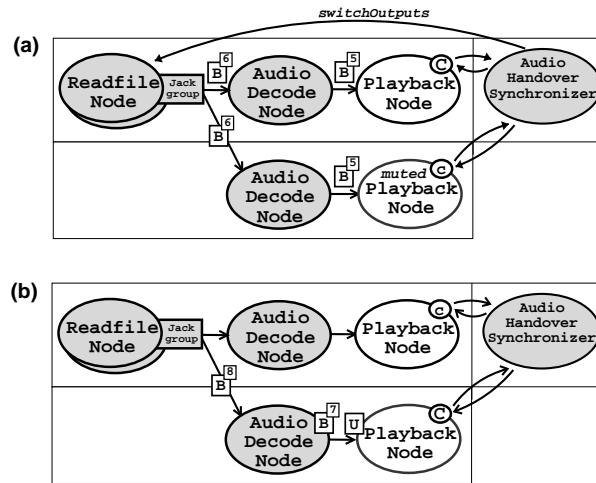 switchOutputs
(a)
Readfile
Node
Jack
group
B
6
Audio
Decode
Node
B
5
Playback
Node
C
Audio
Handover
Synchronizer
B
6
Audio
Decode
Node
B
5
muted
Playback
Node
c
(b)
Readfile
Node
Jack
group
Audio
Decode
Node
Playback
Node
c
Audio
Handover
Synchronizer
B
8
Audio
Decode
Node
B
7
U
Playback
Node
C